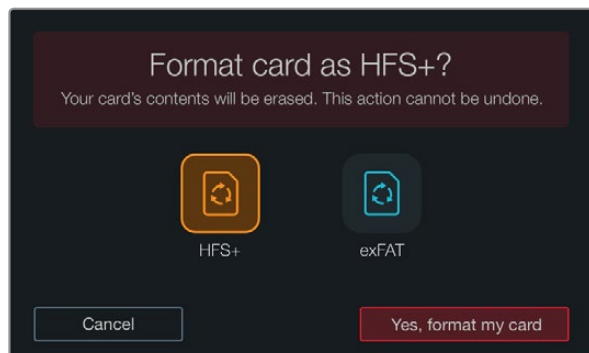 Format card as HFS+?
Your card's contents will be erased. This action cannot be undone.
HFS+
exFAT
Cancel
Yes, format my card